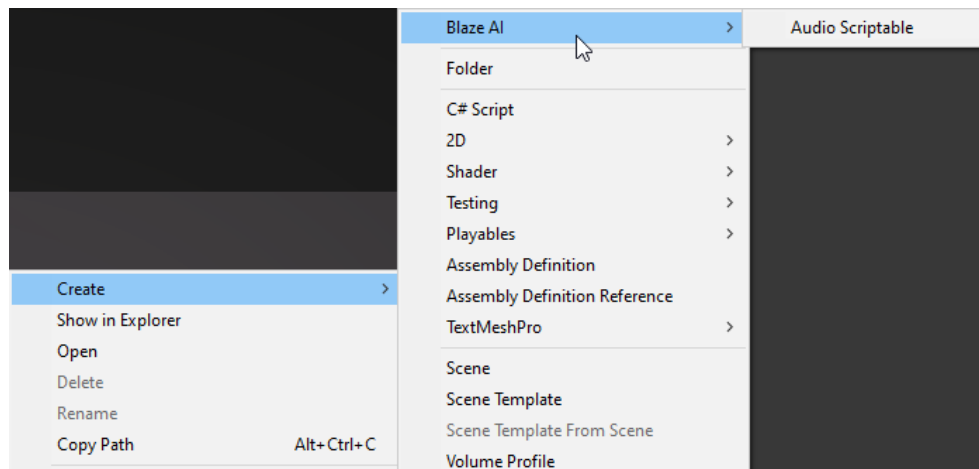 Blaze AI
Audio Scriptable
Folder
C# Script
2D
Shader
Testing
Playables
Assembly Definition
Assembly Definition Reference
TextMeshPro
Scene
Scene Template
Scene Template From Scene
Volume Profile
Create
Show in Explorer
Open
Delete
Rename
Copy Path Alt+Ctrl+C